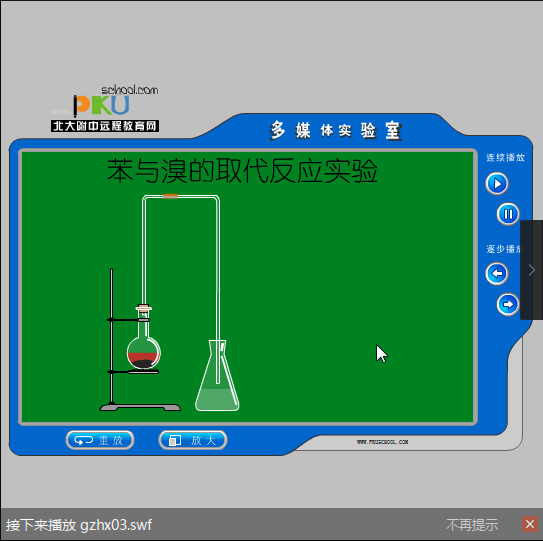 school.com
PKU
北大附中远程教育网
多媒体实验室
苯与溴的取代反应实验
连续播放
逐步播放
重放
放大
WWW.PKUSCHOOL.COM
接下来播放 gzhx03.swf
不再提示